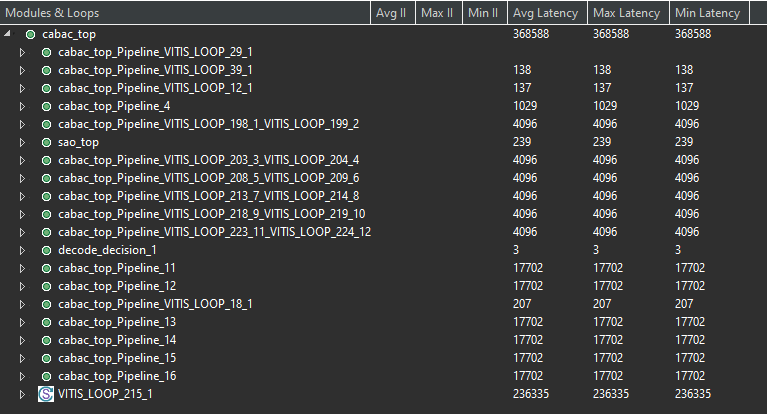 Modules & Loops Avg II Max II Min II Avg Latency Max Latency Min Latency
cabac_top 368588 368588 368588
cabac_top_Pipeline_VITIS_LOOP_29_1
cabac_top_Pipeline_VITIS_LOOP_39_1 138 138 138
cabac_top_Pipeline_VITIS_LOOP_12_1 137 137 137
cabac_top_Pipeline_4 1029 1029 1029
cabac_top_Pipeline_VITIS_LOOP_198_1_VITIS_LOOP_199_2 4096 4096 4096
sao_top 239 239 239
cabac_top_Pipeline_VITIS_LOOP_203_3_VITIS_LOOP_204_4 4096 4096 4096
cabac_top_Pipeline_VITIS_LOOP_208_5_VITIS_LOOP_209_6 4096 4096 4096
cabac_top_Pipeline_VITIS_LOOP_213_7_VITIS_LOOP_214_8 4096 4096 4096
cabac_top_Pipeline_VITIS_LOOP_218_9_VITIS_LOOP_219_10 4096 4096 4096
cabac_top_Pipeline_VITIS_LOOP_223_11_VITIS_LOOP_224_12 4096 4096 4096
decode_decision_1 3 3 3
cabac_top_Pipeline_11 17702 17702 17702
cabac_top_Pipeline_12 17702 17702 17702
cabac_top_Pipeline_VITIS_LOOP_18_1 207 207 207
cabac_top_Pipeline_13 17702 17702 17702
cabac_top_Pipeline_14 17702 17702 17702
cabac_top_Pipeline_15 17702 17702 17702
cabac_top_Pipeline_16 17702 17702 17702
VITIS_LOOP_215_1 236335 236335 236335